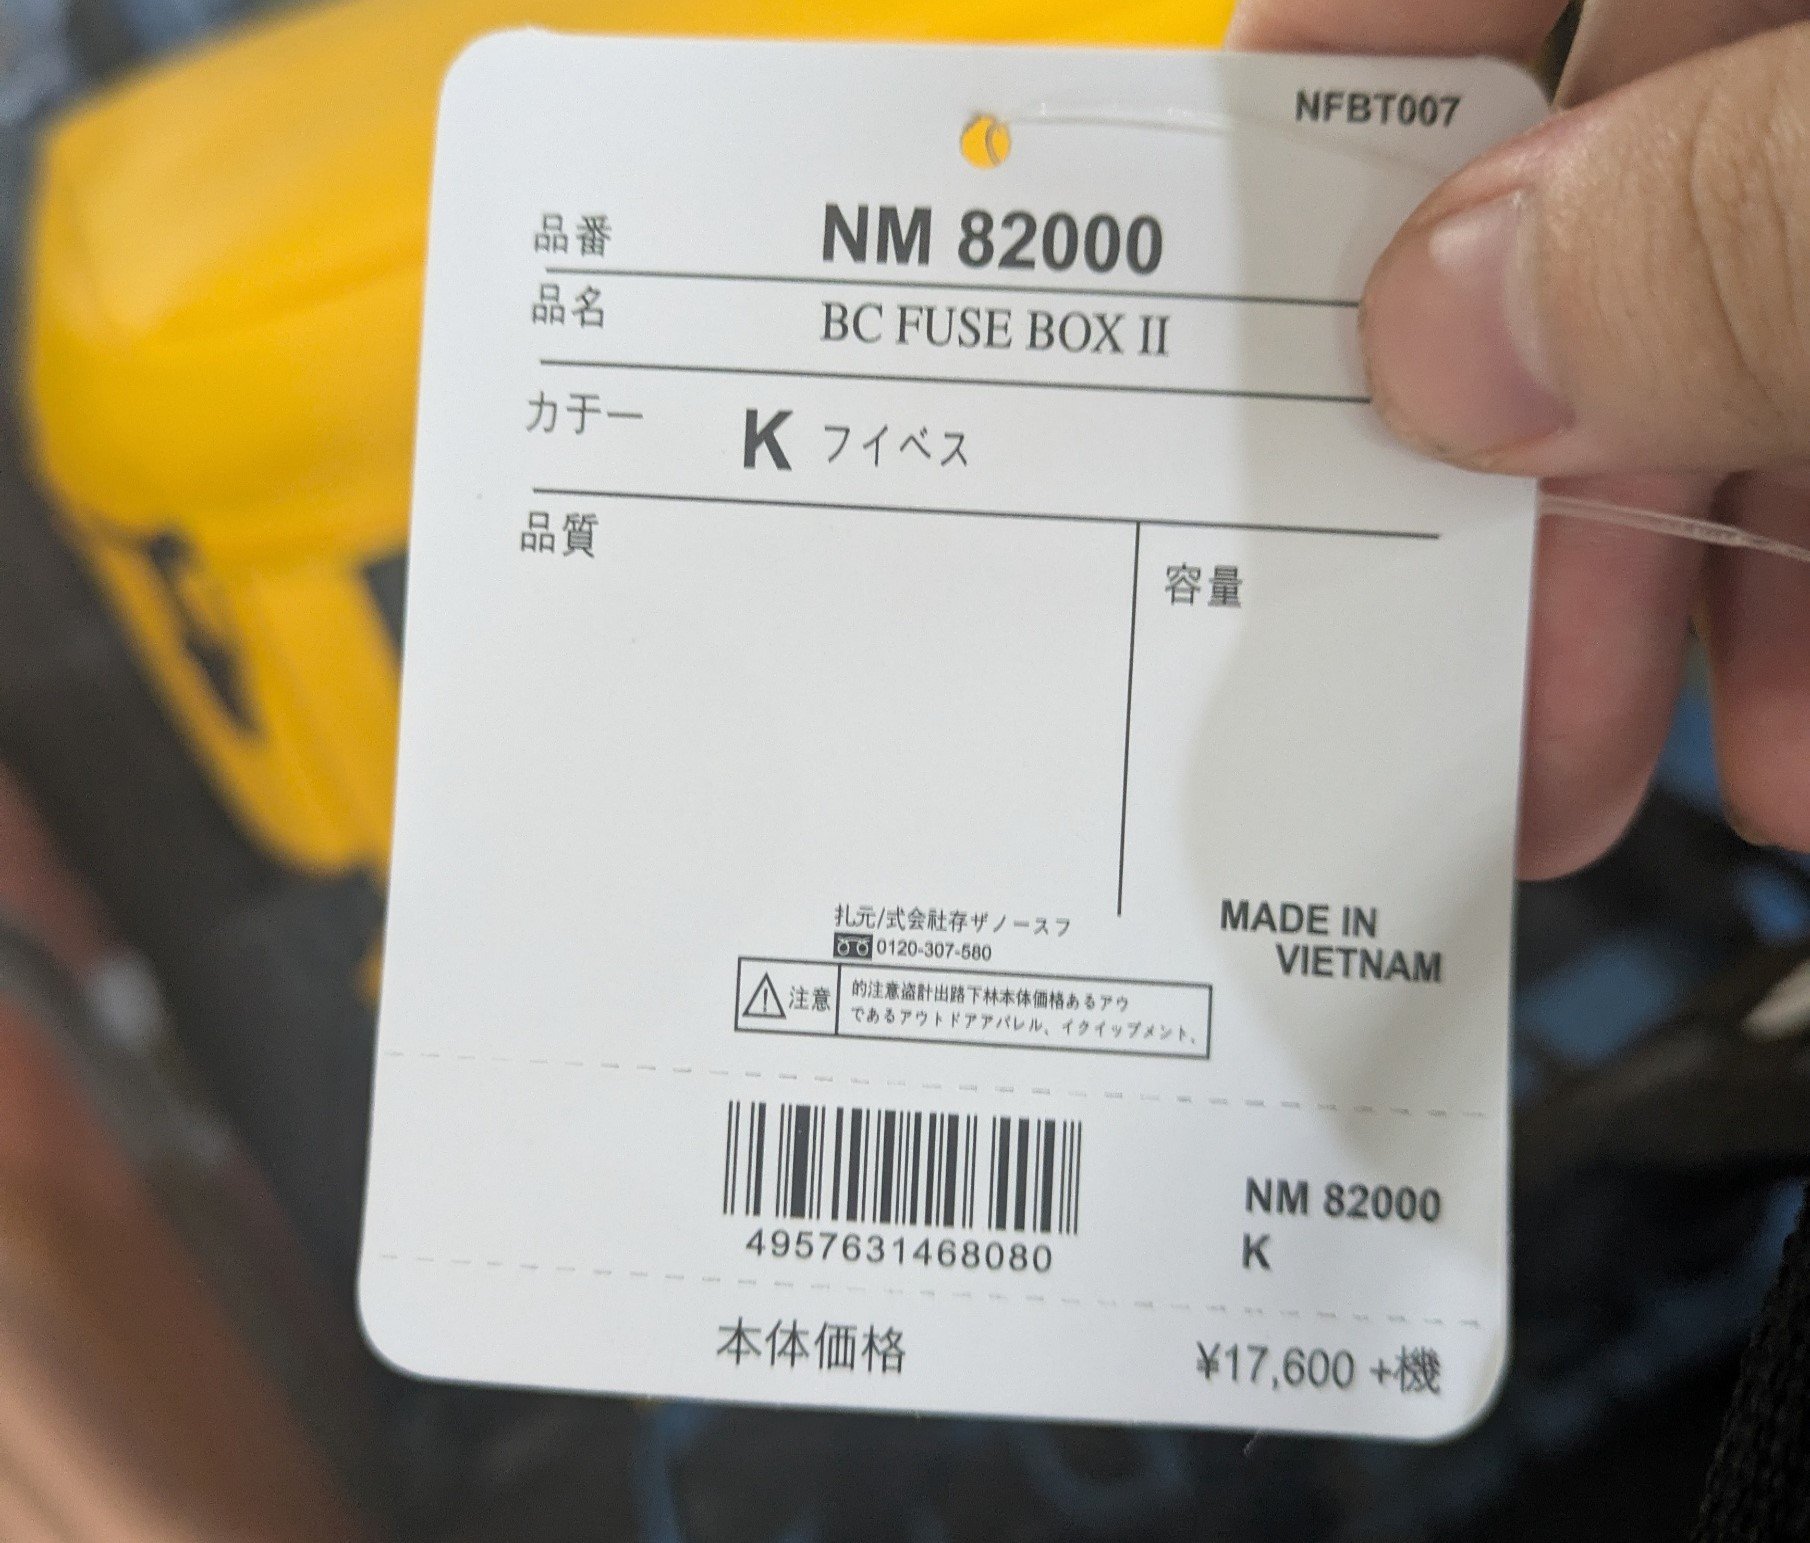 NFBT007
品番 NM 82000
品名 BC FUSE BOX II
カテー K フイベス
品質
容量
扎元/式会社存ザノースフ
0120-307-580
MADE IN
VIETNAM
注意
的注意盗計出路下林本体価格あるアウ
であるアウトドアアパレル、イクイップメント、
4957631468080
NM 82000
K
本体価格 ¥17,600 +機